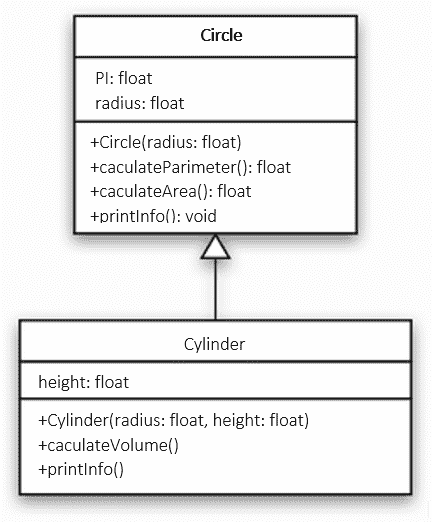 Circle
PI: float
radius: float
+Circle(radius: float)
+caculateParimeter(): float
+caculateArea(): float
+printInfo(): void
Cylinder
height: float
+Cylinder(radius: float, height: float)
+caculateVolume()
+printInfo()